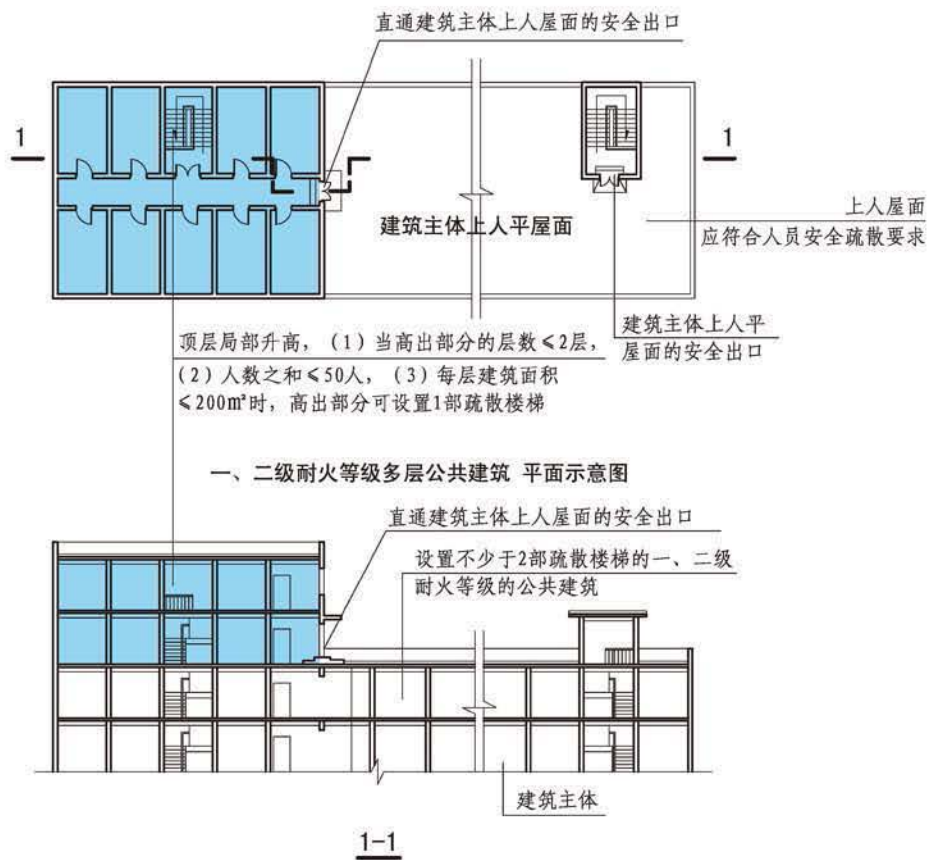 直通建筑主体上人屋面的安全出口
1
1
建筑主体上人平屋面
上人屋面
应符合人员安全疏散要求
建筑主体上人平
屋面的安全出口
顶层局部升高，（1）当高出部分的层数≤2层，
（2）人数之和≤50人，（3）每层建筑面积
≤200m²时，高出部分可设置1部疏散楼梯
一、二级耐火等级多层公共建筑 平面示意图
直通建筑主体上人屋面的安全出口
设置不少于2部疏散楼梯的一、二级
耐火等级的公共建筑
建筑主体
1-1